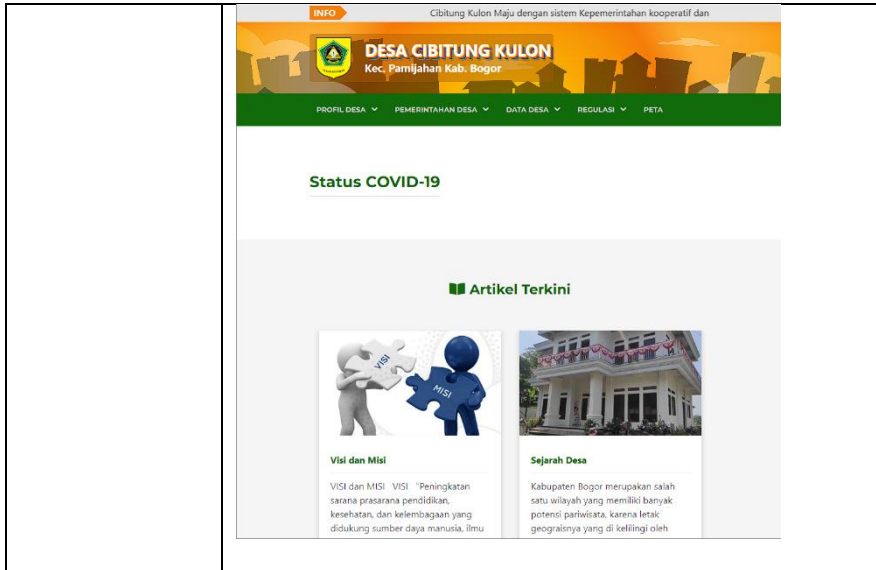 INFO
Cibitung Kulon Maju dengan sistem Kepemerintahan kooperatif dan
DESA CIBITUNG KULON
Kec. Pamijahan Kab. Bogor
PROFIL DESA
PEMERINTAHAN DESA
DATA DESA
REGULASI
PETA
Status COVID-19
Artikel Terkini
VISI
MISI
Visi dan Misi
VISI dan MISI VISI "Peningkatan
sarana prasarana pendidikan,
kesehatan, dan kelembagaan yang
didukung sumber daya manusia, ilmu
Sejarah Desa
Kabupaten Bogor merupakan salah
satu wilayah yang memiliki banyak
potensi pariwisata, karena letak
geograisnya yang di kelilingi oleh